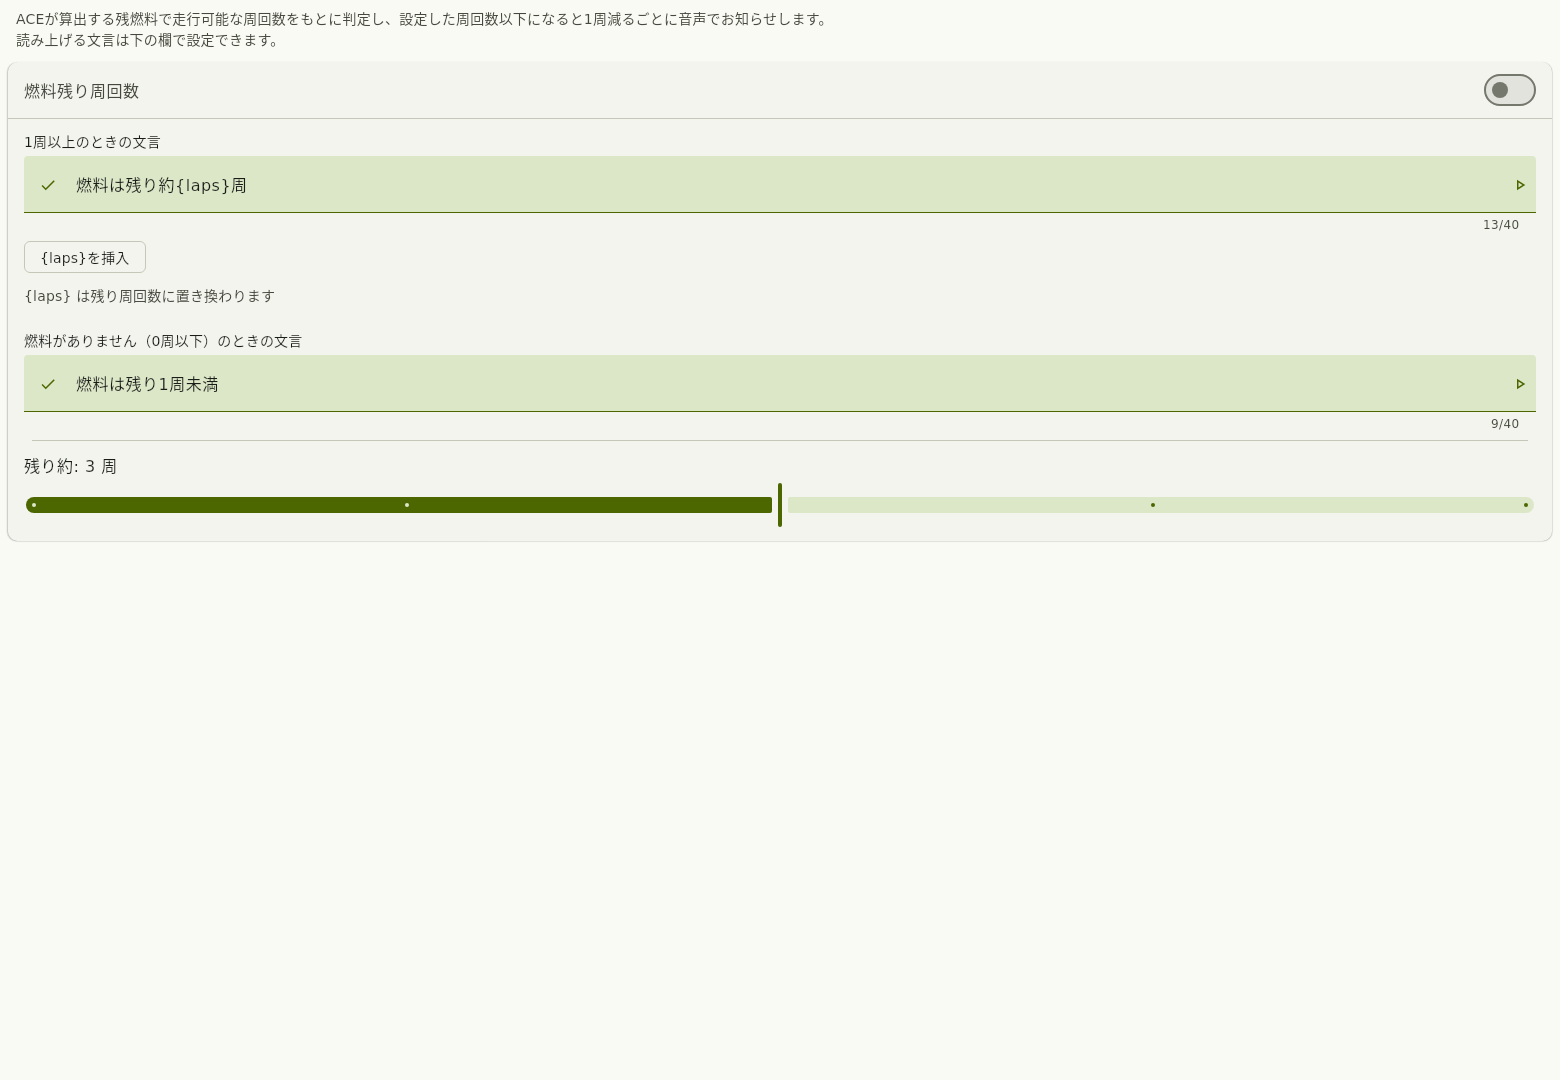 ACEが算出する残燃料で走行可能な周回数をもとに判定し、設定した周回数以下になると1周減るごとに音声でお知らせします。
読み上げる文言は下の欄で設定できます。
燃料残り周回数
1周以上のときの文言
燃料は残り約{laps}周
13/40
{laps}を挿入
{laps} は残り周回数に置き換わります
燃料がありません（0周以下）のときの文言
燃料は残り1周未満
9/40
残り約: 3 周